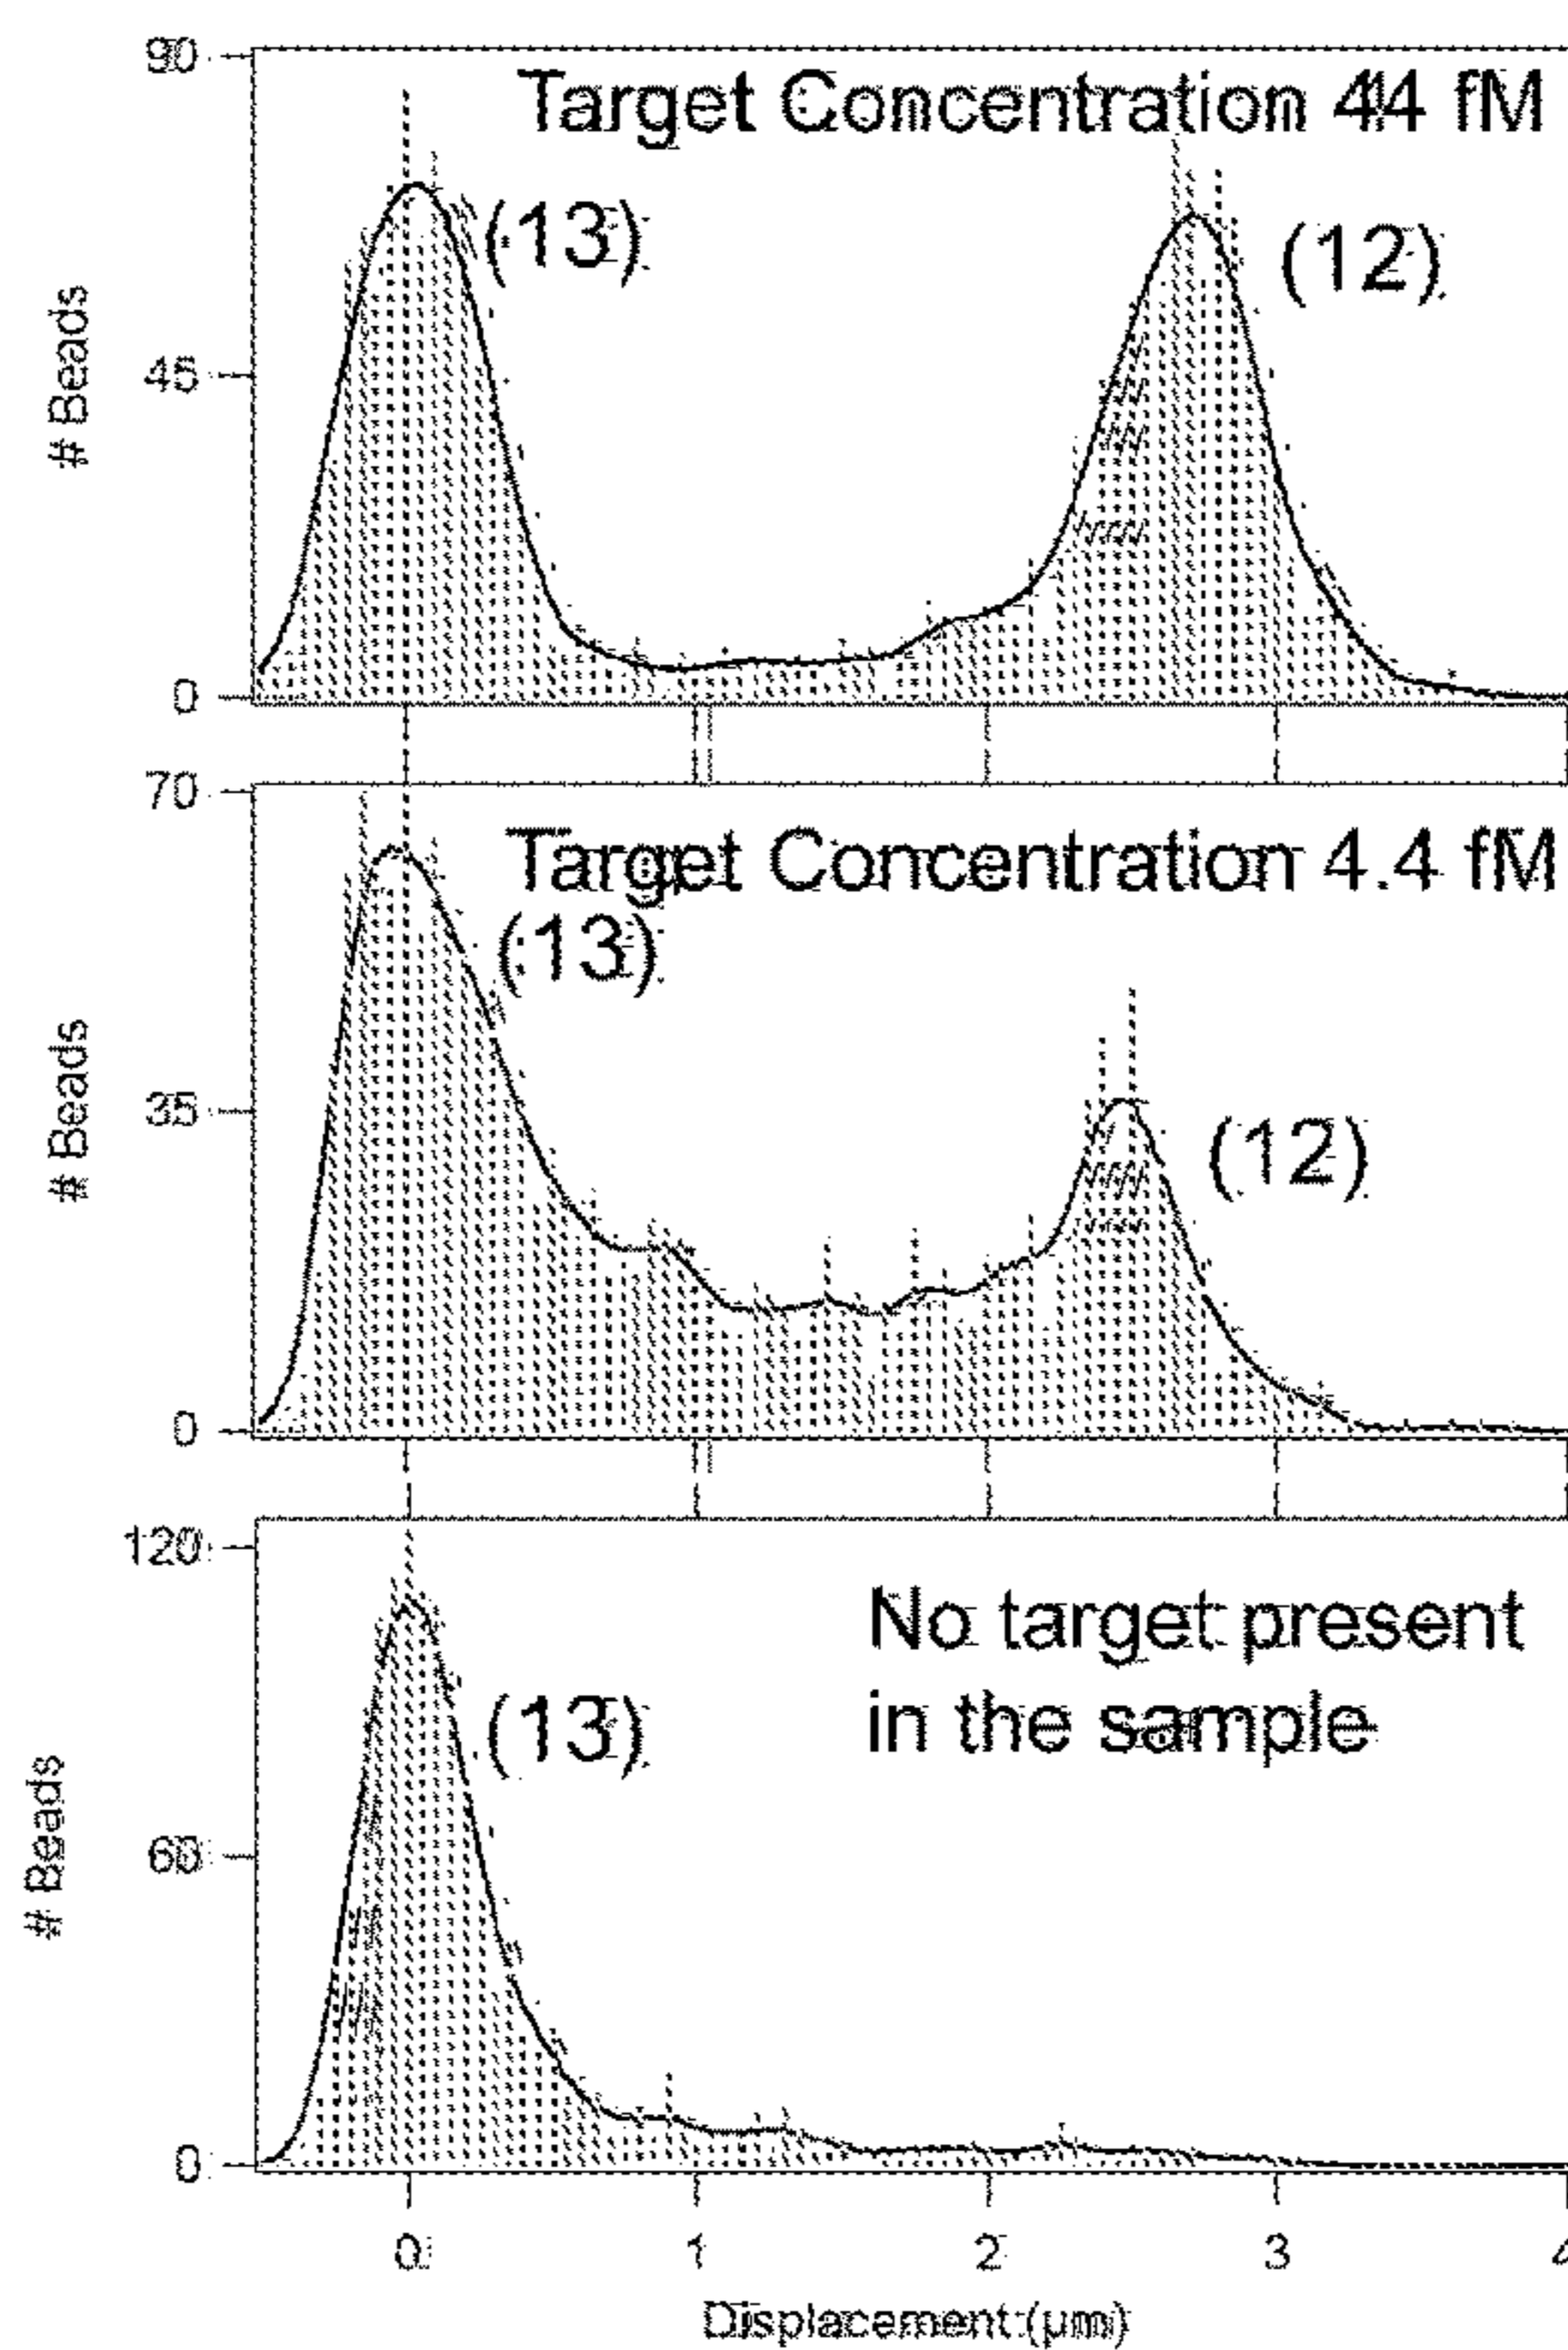 90
Target Concentration 44 fM
(13)
(12)
# Beads
45
0
70
Target Concentration 4.4 fM
(13)
# Beads
35
(12)
0
120
No target present
in the sample
(13)
# Beads
60
0
0
1
2
3
4
Displacement (µm)